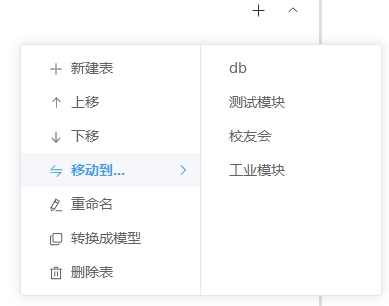 新建表
上移
下移
移动到...
重命名
转换成模型
删除表
db
测试模块
校友会
工业模块